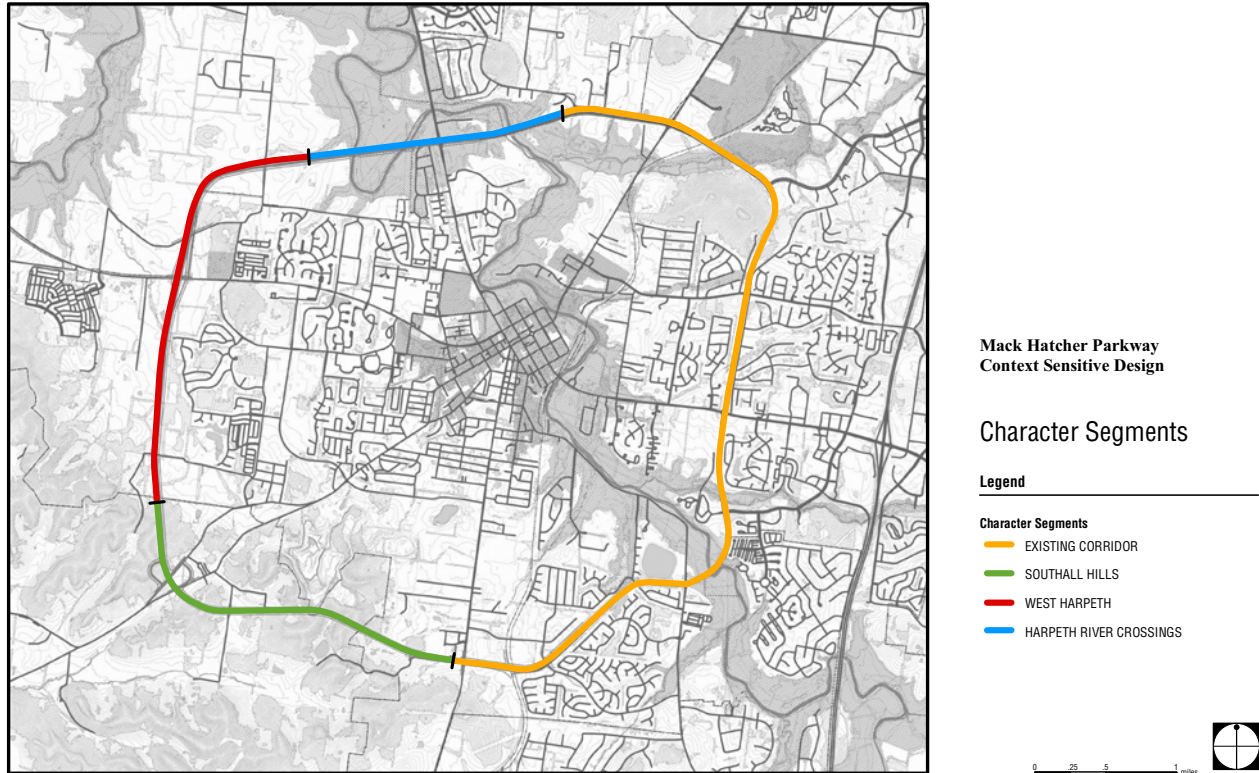 Mack Hatcher Parkway
Context Sensitive Design
Character Segments
Legend
Character Segments
EXISTING CORRIDOR
SOUTHALL HILLS
WEST HARPETH
HARPETH RIVER CROSSINGS
0 .25 .5 1 miles